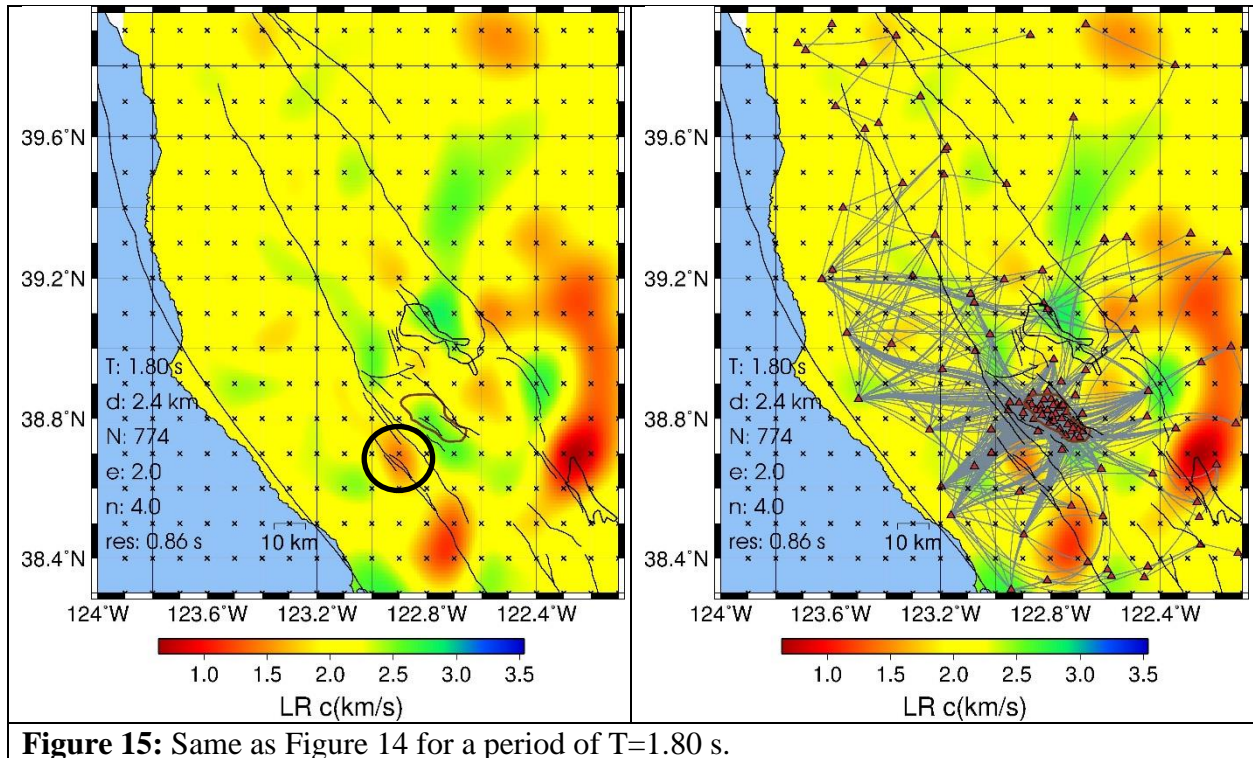 39.6˚N
39.2˚N
38.8˚N
38.4˚N
T: 1.80 s
d: 2.4 km
N: 774
e: 2.0
n: 4.0
res: 0.86 s
10 km
124˚W 123.6˚W 123.2˚W 122.8˚W 122.4˚W
1.0 1.5 2.0 2.5 3.0 3.5
LR c(km/s)
39.6˚N
39.2˚N
38.8˚N
38.4˚N
T: 1.80 s
d: 2.4 km
N: 774
e: 2.0
n: 4.0
res: 0.86 s
10 km
124˚W 123.6˚W 123.2˚W 122.8˚W 122.4˚W
1.0 1.5 2.0 2.5 3.0 3.5
LR c(km/s)
Figure 15: Same as Figure 14 for a period of T=1.80 s.